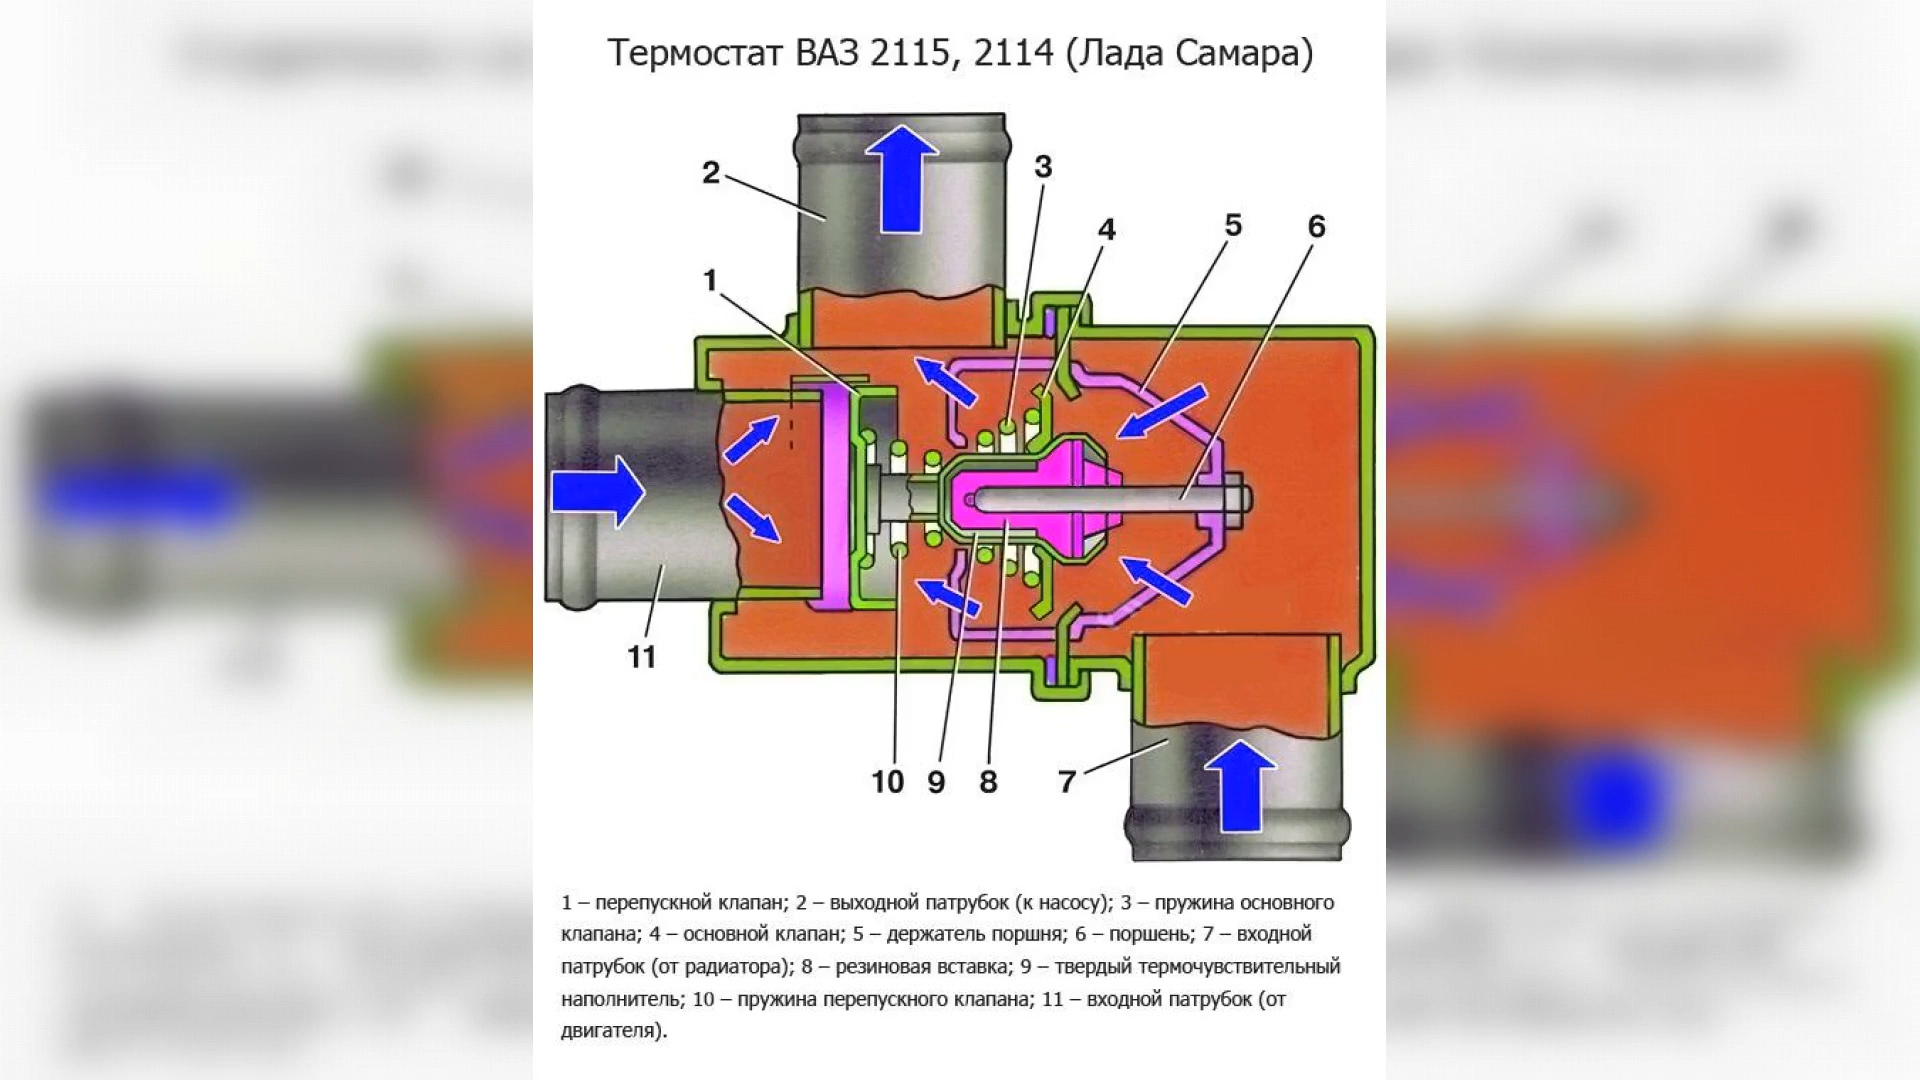 Термостат ВАЗ 2115, 2114 (Лада Самара)
2
3
4
5
6
1
11
10
9
8
7
1 – перепускной клапан; 2 – выходной патрубок (к насосу); 3 – пружина основного
клапана; 4 – основной клапан; 5 – держатель поршня; 6 – поршень; 7 – входной
патрубок (от радиатора); 8 – резиновая вставка; 9 – твердый термочувствительный
наполнитель; 10 – пружина перепускного клапана; 11 – входной патрубок (от
двигателя).